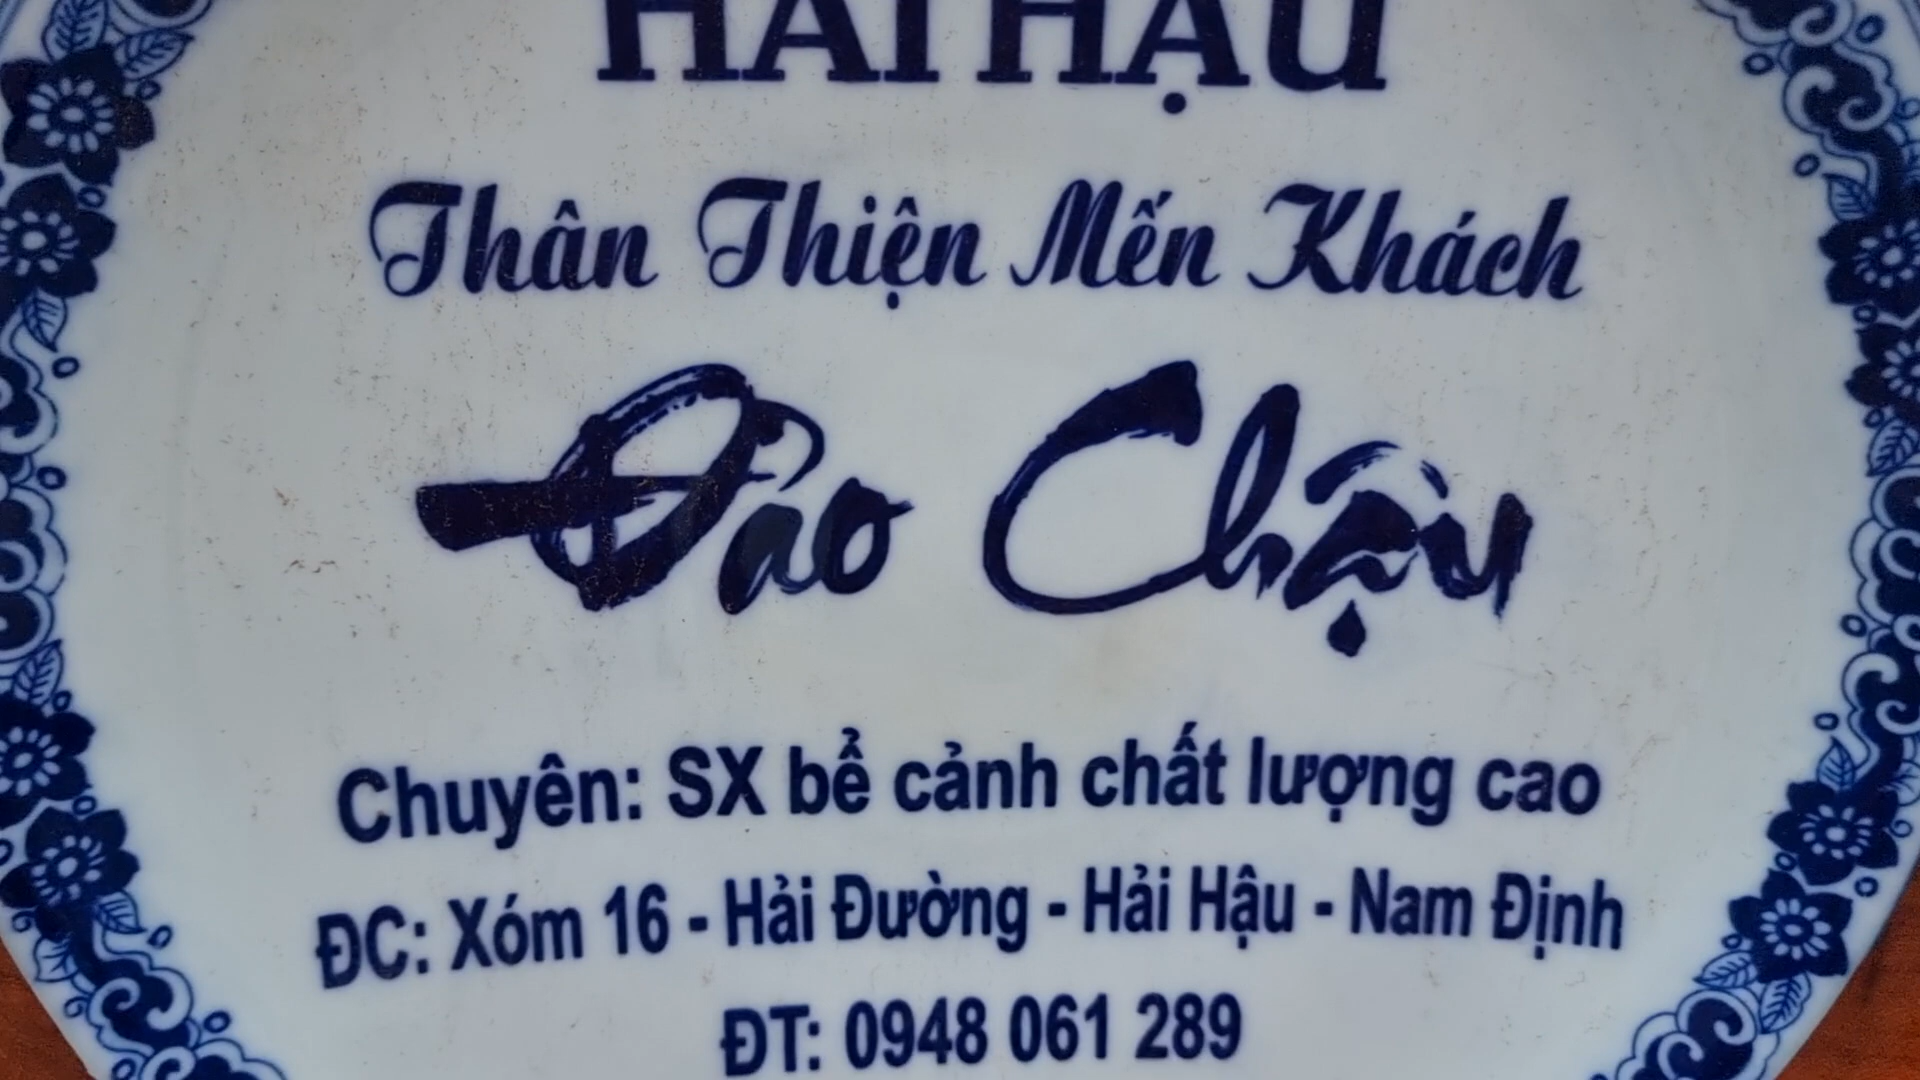 HẢI HẬU
Thân Thiện Mến Khách
Đảo Chậu
Chuyên: SX bể cảnh chất lượng cao
ĐC: Xóm 16 - Hải Đường - Hải Hậu - Nam Định
ĐT: 0948 061 289